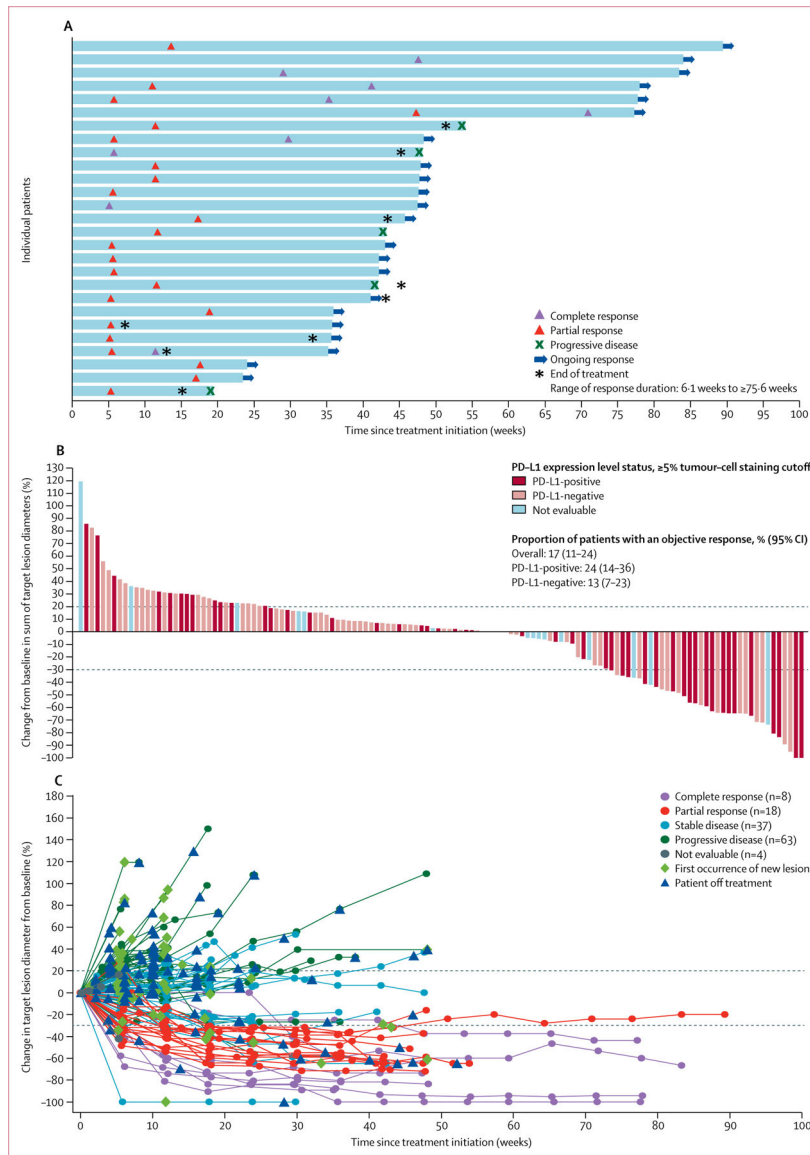 A
Individual patients
Complete response
Partial response
Progressive disease
Ongoing response
End of treatment
Range of response duration: 6·1 weeks to ≥75·6 weeks
0 5 10 15 20 25 30 35 40 45 50 55 60 65 70 75 80 85 90 95 100
Time since treatment initiation (weeks)
B
Change from baseline in sum of target lesion diameters (%)
130
120
110
100
90
80
70
60
50
40
30
20
10
0
–10
–20
–30
–40
–50
–60
–70
–80
–90
–100
PD–L1 expression level status, ≥5% tumour–cell staining cutoff
PD-L1-positive
PD-L1-negative
Not evaluable
Proportion of patients with an objective response, % (95% CI)
Overall: 17 (11–24)
PD-L1-positive: 24 (14–36)
PD-L1-negative: 13 (7–23)
C
Change in target lesion diameter from baseline (%)
180
160
140
120
100
80
60
40
20
0
–20
–40
–60
–80
–100
Complete response (n=8)
Partial response (n=18)
Stable disease (n=37)
Progressive disease (n=63)
Not evaluable (n=4)
First occurrence of new lesion
Patient off treatment
0 10 20 30 40 50 60 70 80 90 100
Time since treatment initiation (weeks)